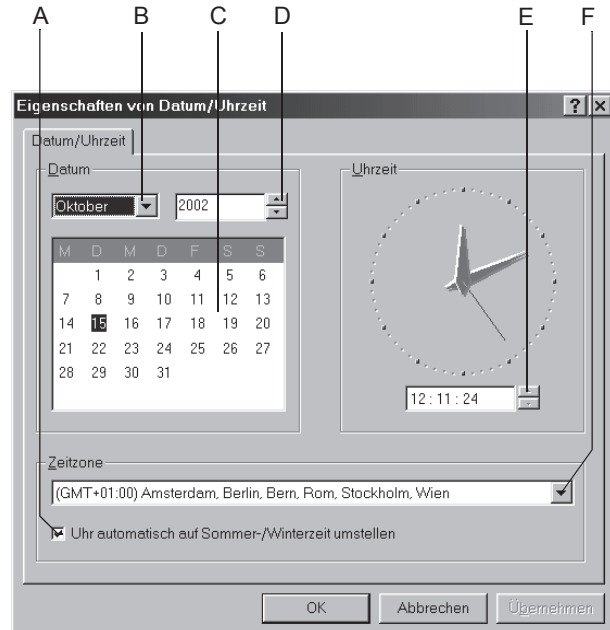 A B C D E F
Eigenschaften von Datum/Uhrzeit ? ×
Datum/Uhrzeit
Datum
Uhrzeit
Oktober 2002
M D M D F S S
1 2 3 4 5 6
7 8 9 10 11 12 13
14 15 16 17 18 19 20
21 22 23 24 25 26 27
28 29 30 31
12 : 11 : 24
Zeitzone
(GMT+01:00) Amsterdam, Berlin, Bern, Rom, Stockholm, Wien
Uhr automatisch auf Sommer-/Winterzeit umstellen
OK Abbrechen Übernehmen